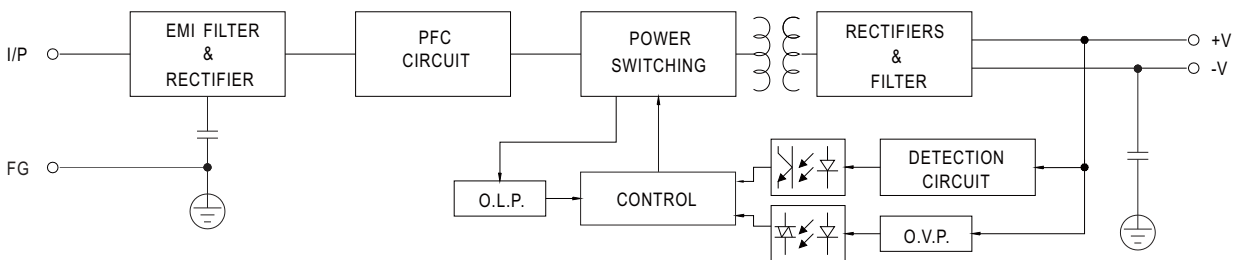 I/P
EMI FILTER
&
RECTIFIER
PFC
CIRCUIT
POWER
SWITCHING
RECTIFIERS
&
FILTER
+V
-V
FG
O.L.P.
CONTROL
DETECTION
CIRCUIT
O.V.P.